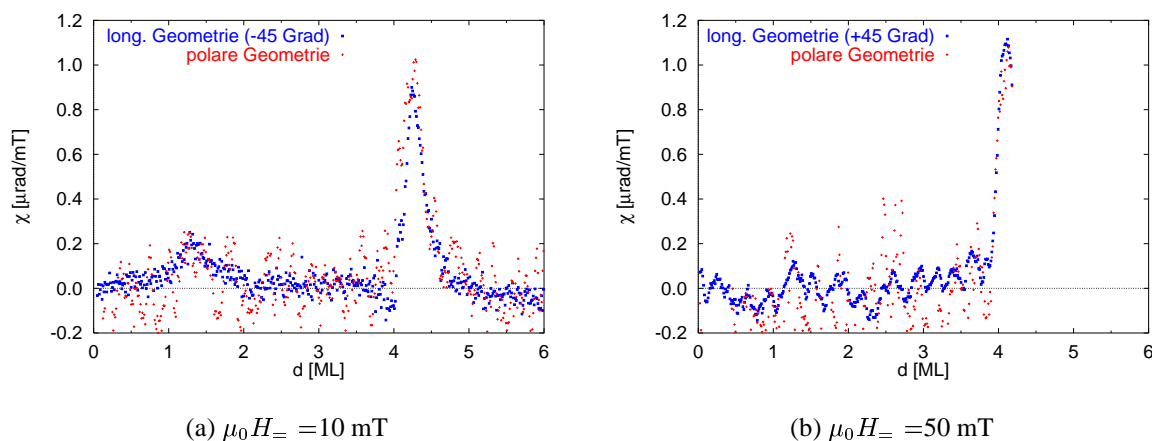 1.2
long. Geometrie (-45 Grad)
polare Geometrie
1.0
0.8
0.6
0.4
0.2
0.0
-0.2
χ [μrad/mT]
0 1 2 3 4 5 6
d [ML]
(a) μ₀H₌ =10 mT
1.2
long. Geometrie (+45 Grad)
polare Geometrie
1.0
0.8
0.6
0.4
0.2
0.0
-0.2
χ [μrad/mT]
0 1 2 3 4 5 6
d [ML]
(b) μ₀H₌ =50 mT